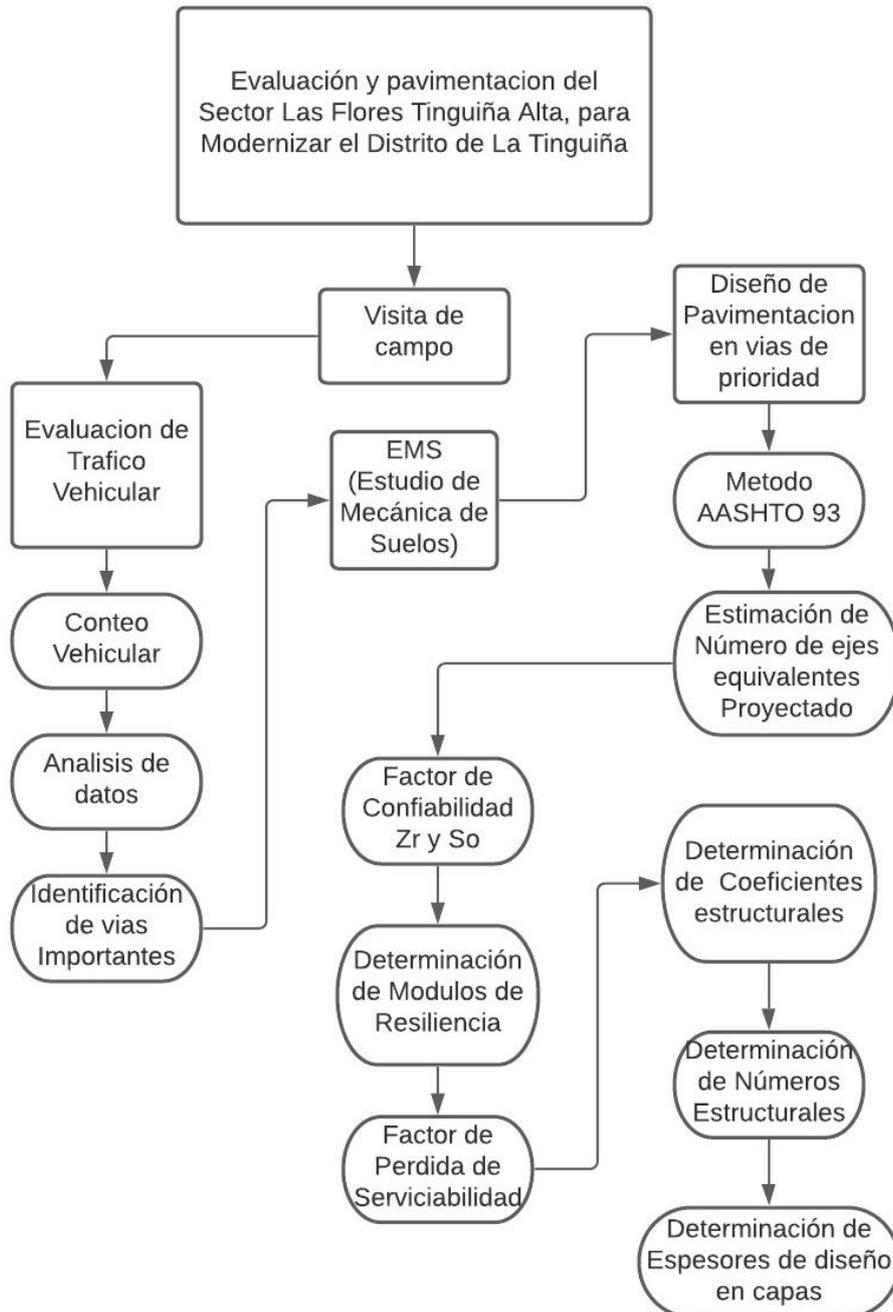 Evaluación y pavimentacion del
Sector Las Flores Tinguiña Alta, para
Modernizar el Distrito de La Tinguiña
Visita de
campo
Evaluacion de
Trafico
Vehicular
Conteo
Vehicular
Analisis de
datos
Identificación
de vias
Importantes
EMS
(Estudio de
Mecánica de
Suelos)
Diseño de
Pavimentacion
en vias de
prioridad
Metodo
AASHTO 93
Estimación de
Número de ejes
equivalentes
Proyectado
Factor de
Confiabilidad
Zr y So
Determinación
de Modulos de
Resiliencia
Factor de
Perdida de
Serviciabilidad
Determinación
de Coeficientes
estructurales
Determinación
de Números
Estructurales
Determinación de
Espesores de diseño
en capas